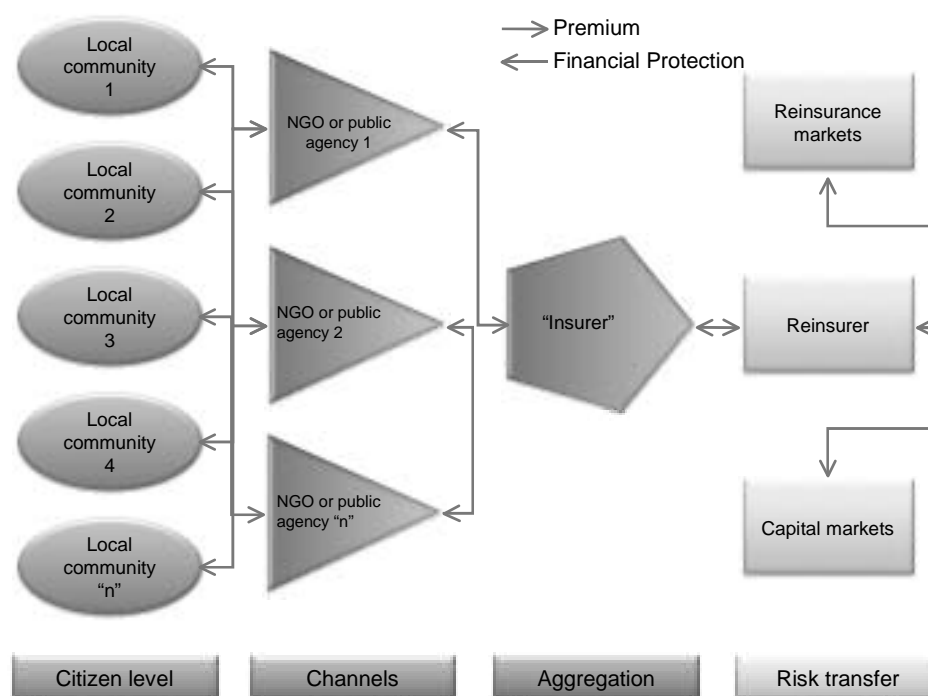 Premium
Financial Protection
Local
community
1
Local
community
2
Local
community
3
Local
community
4
Local
community
“n”
NGO or public
agency 1
NGO or public
agency 2
NGO or public
agency “n”
“Insurer”
Reinsurance
markets
Reinsurer
Capital markets
Citizen level
Channels
Aggregation
Risk transfer